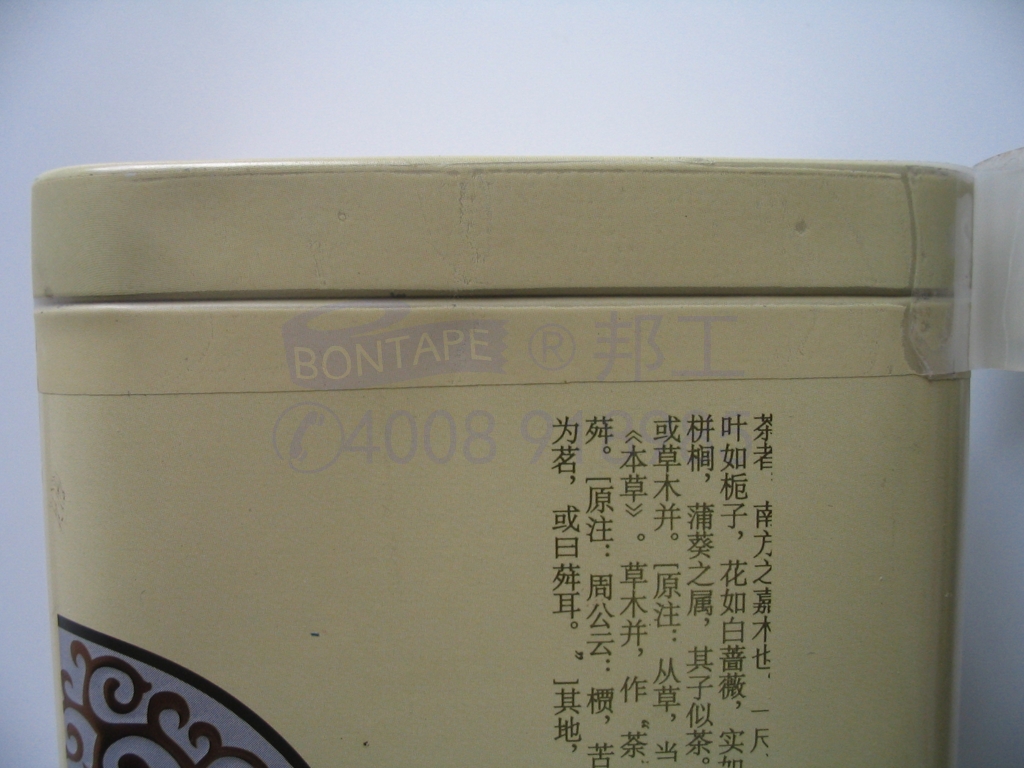 BONTAPE ® 邦工
4008
茶者, 南方之嘉木也, 一尺
叶如栀子, 花如白蔷薇, 实如
栟榈, 蒲葵之属, 其子似茶。
或草木并。[原注: 从草, 当
《本草》。草木并, 作“茶
荈。[原注: 周公云: 槚, 苦
为茗, 或曰荈耳。”]其地,